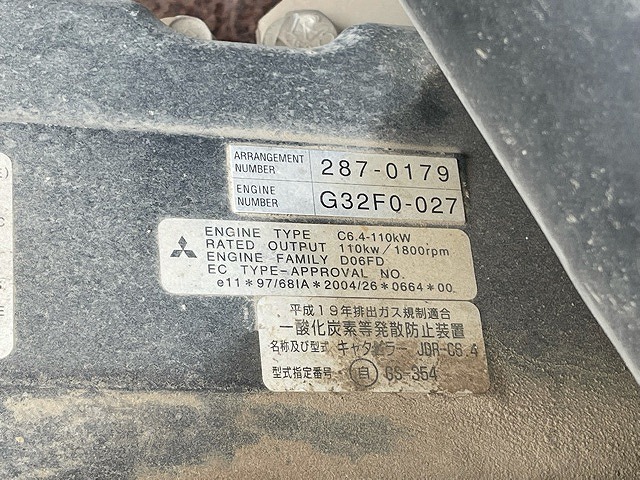 ARRANGEMENT NUMBER 287-0179
ENGINE NUMBER G32F0-027
ENGINE TYPE C6.4-110kW
RATED OUTPUT 110kw/1800rpm
ENGINE FAMILY D06FD
EC TYPE-APPROVAL NO.
e11*97/68IA*2004/26*0664*00
平成19年排出ガス規制適合
一酸化炭素等発散防止装置
名称及び型式 キャタピラー JDR-C6.4
型式指定番号 自 CS-354